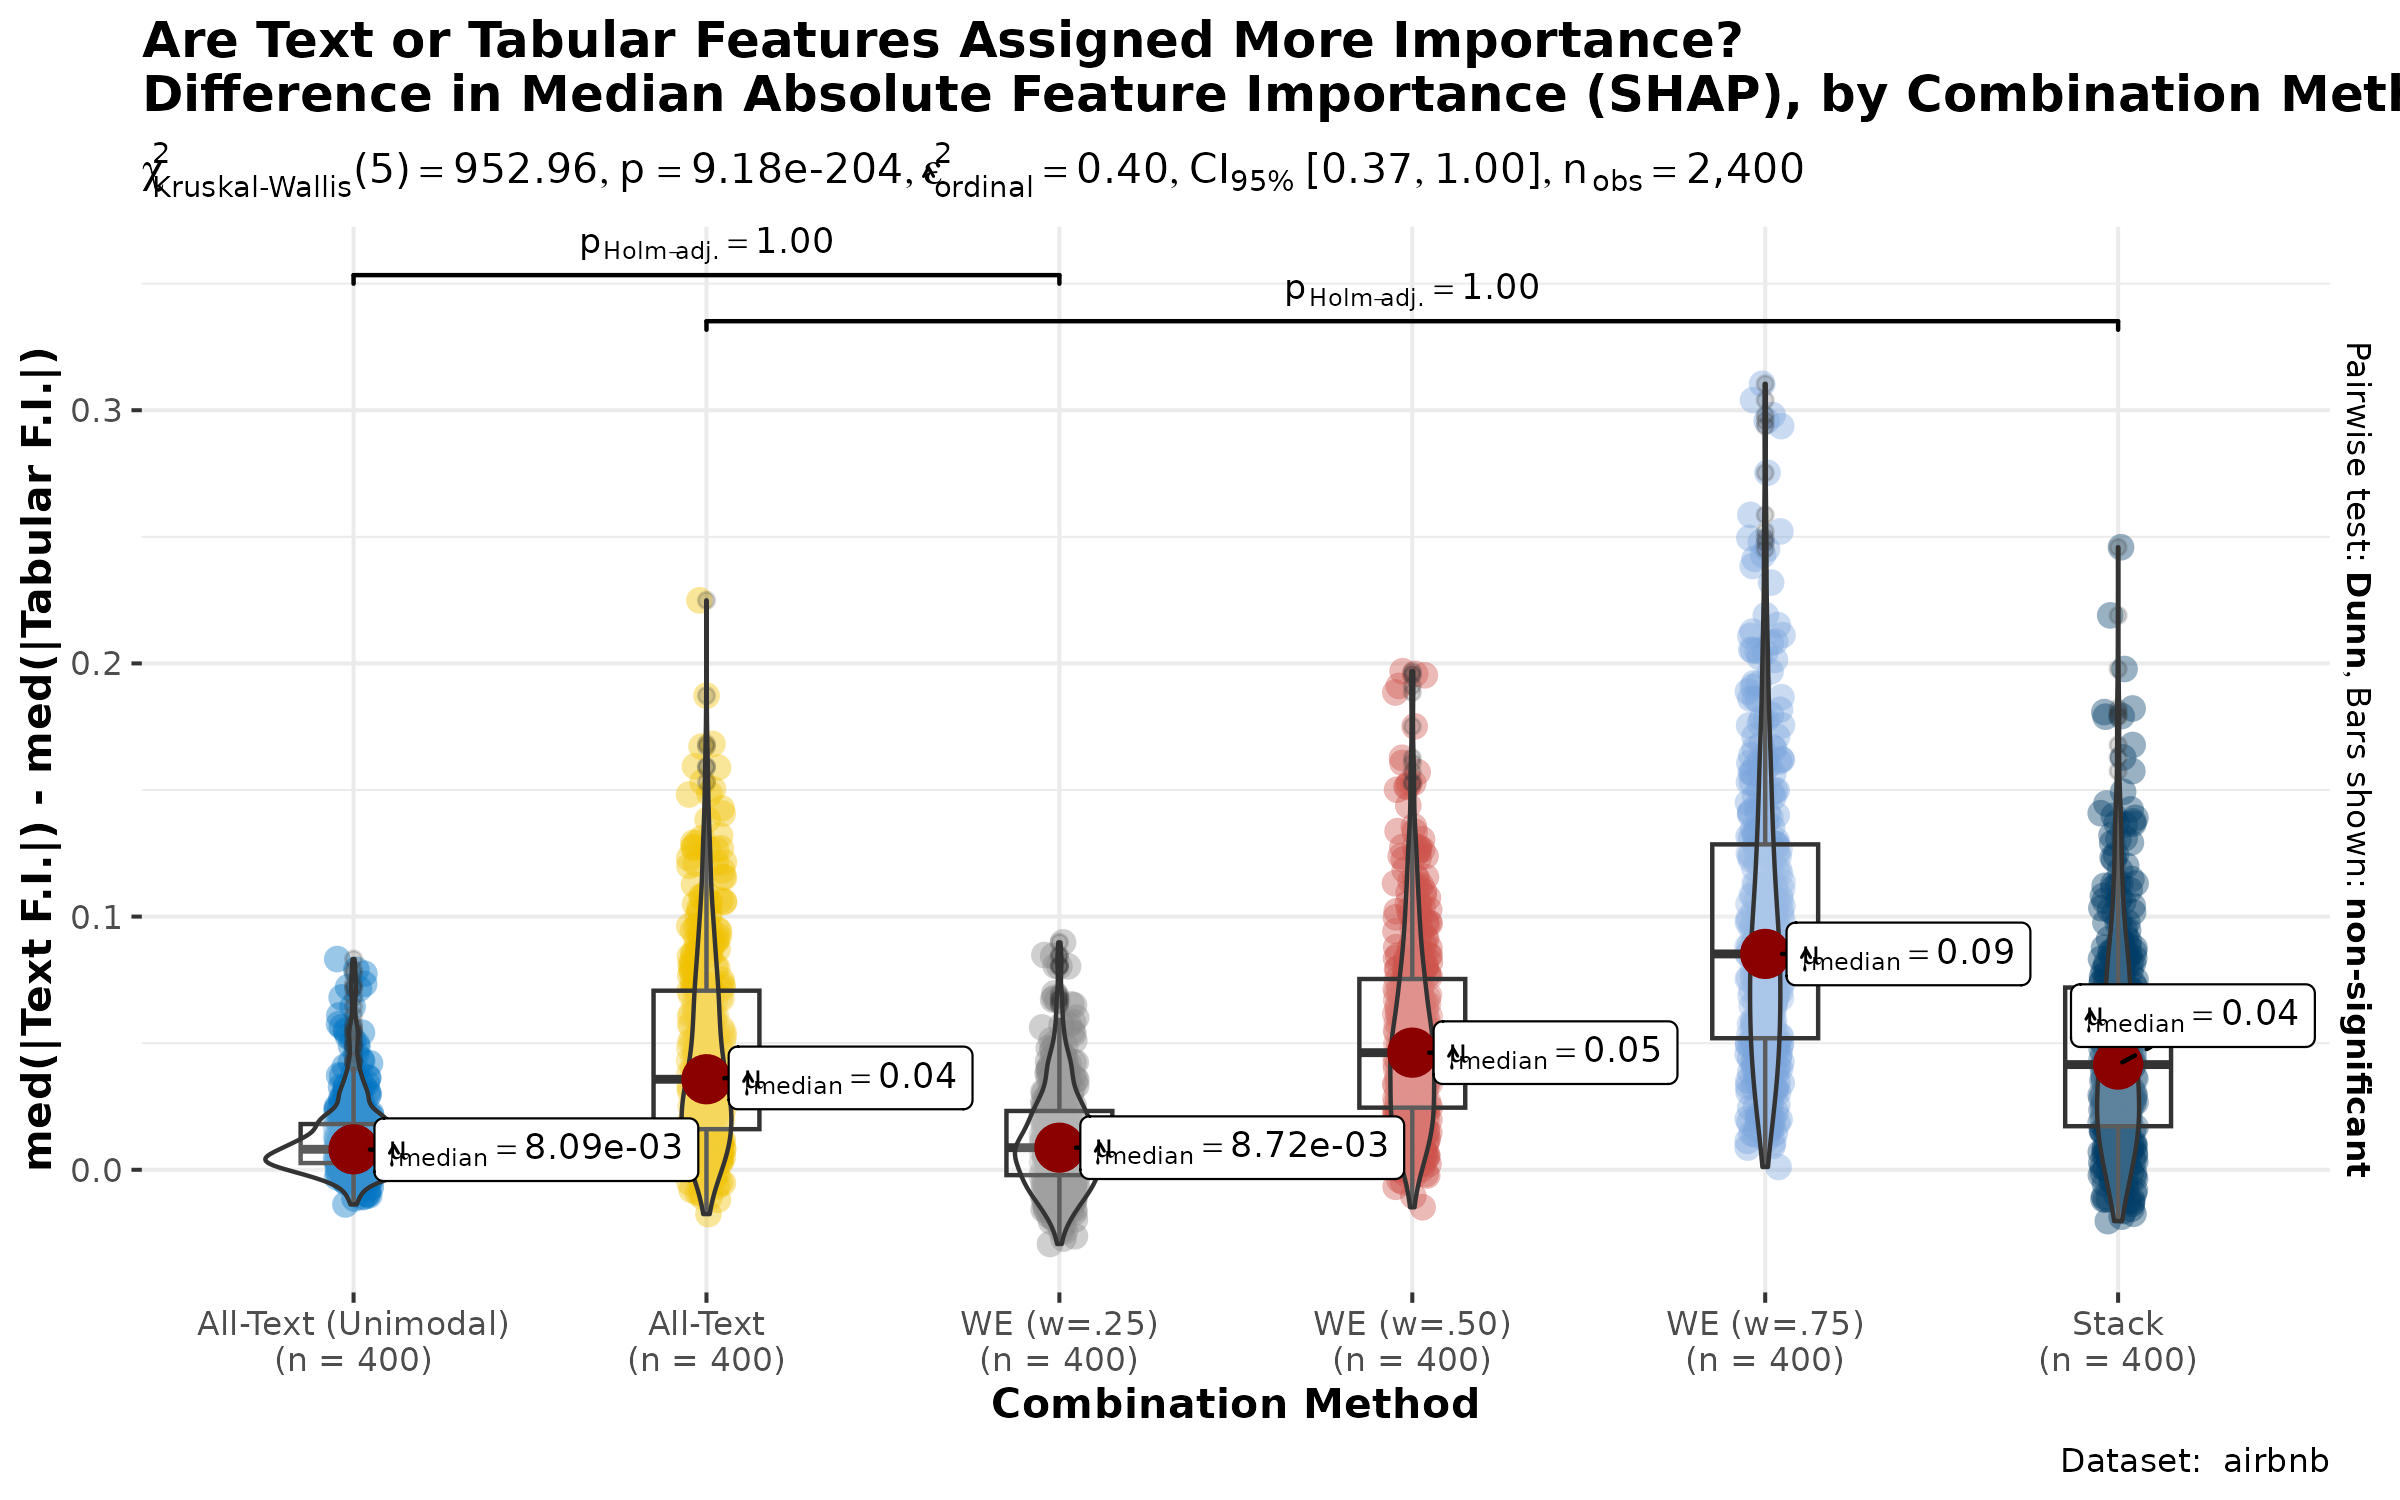 Are Text or Tabular Features Assigned More Importance?
Difference in Median Absolute Feature Importance (SHAP), by Combination Meth
χ²Kruskal-Wallis(5) = 952.96, p = 9.18e-204, ε̂²ordinal = 0.40, CI95% [0.37, 1.00], nobs = 2,400
pHolm-adj. = 1.00
pHolm-adj. = 1.00
med(|Text F.I.|) - med(|Tabular F.I.|)
0.3
0.2
0.1
0.0
μ̂median = 8.09e-03
μ̂median = 0.04
μ̂median = 8.72e-03
μ̂median = 0.05
μ̂median = 0.09
μ̂median = 0.04
Pairwise test: Dunn, Bars shown: non-significant
All-Text (Unimodal)
(n = 400)
All-Text
(n = 400)
WE (w=.25)
(n = 400)
WE (w=.50)
(n = 400)
WE (w=.75)
(n = 400)
Stack
(n = 400)
Combination Method
Dataset: airbnb